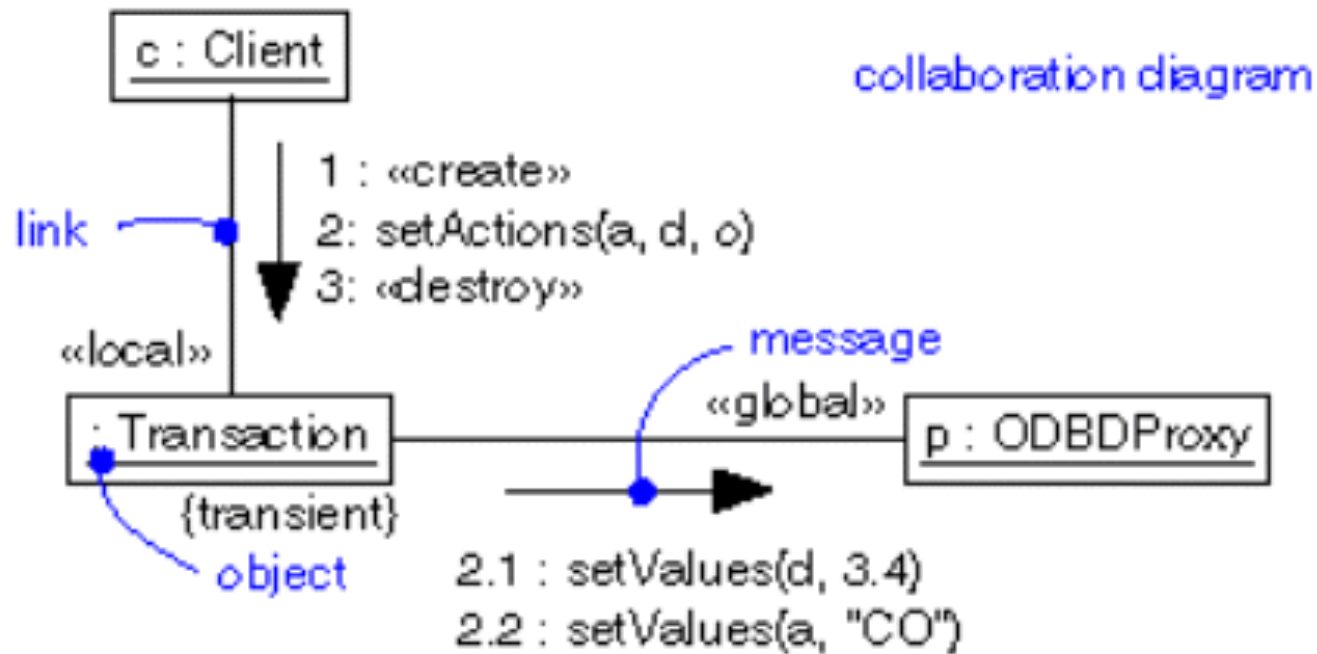 c : Client
collaboration diagram
1 : «create»
link
2: setActions(a, d, o)
3: «destroy»
«local»
message
«global»
: Transaction
p : ODBDProxy
{transient}
object
2.1 : setValues(d, 3.4)
2.2 : setValues(a, "CO")